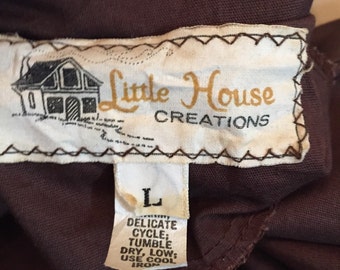 Little House
CREATIONS
L
DELICATE
CYCLE;
TUMBLE
DRY, LOW;
USE COOL
IRON